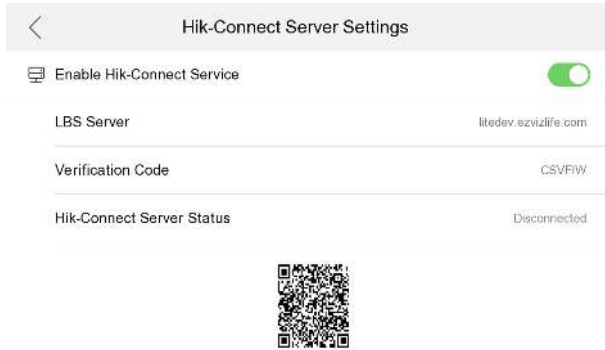 Hik-Connect Server Settings
Enable Hik-Connect Service
LBS Server litedev.ezvizlife.com
Verification Code CSVFIW
Hik-Connect Server Status Disconnected